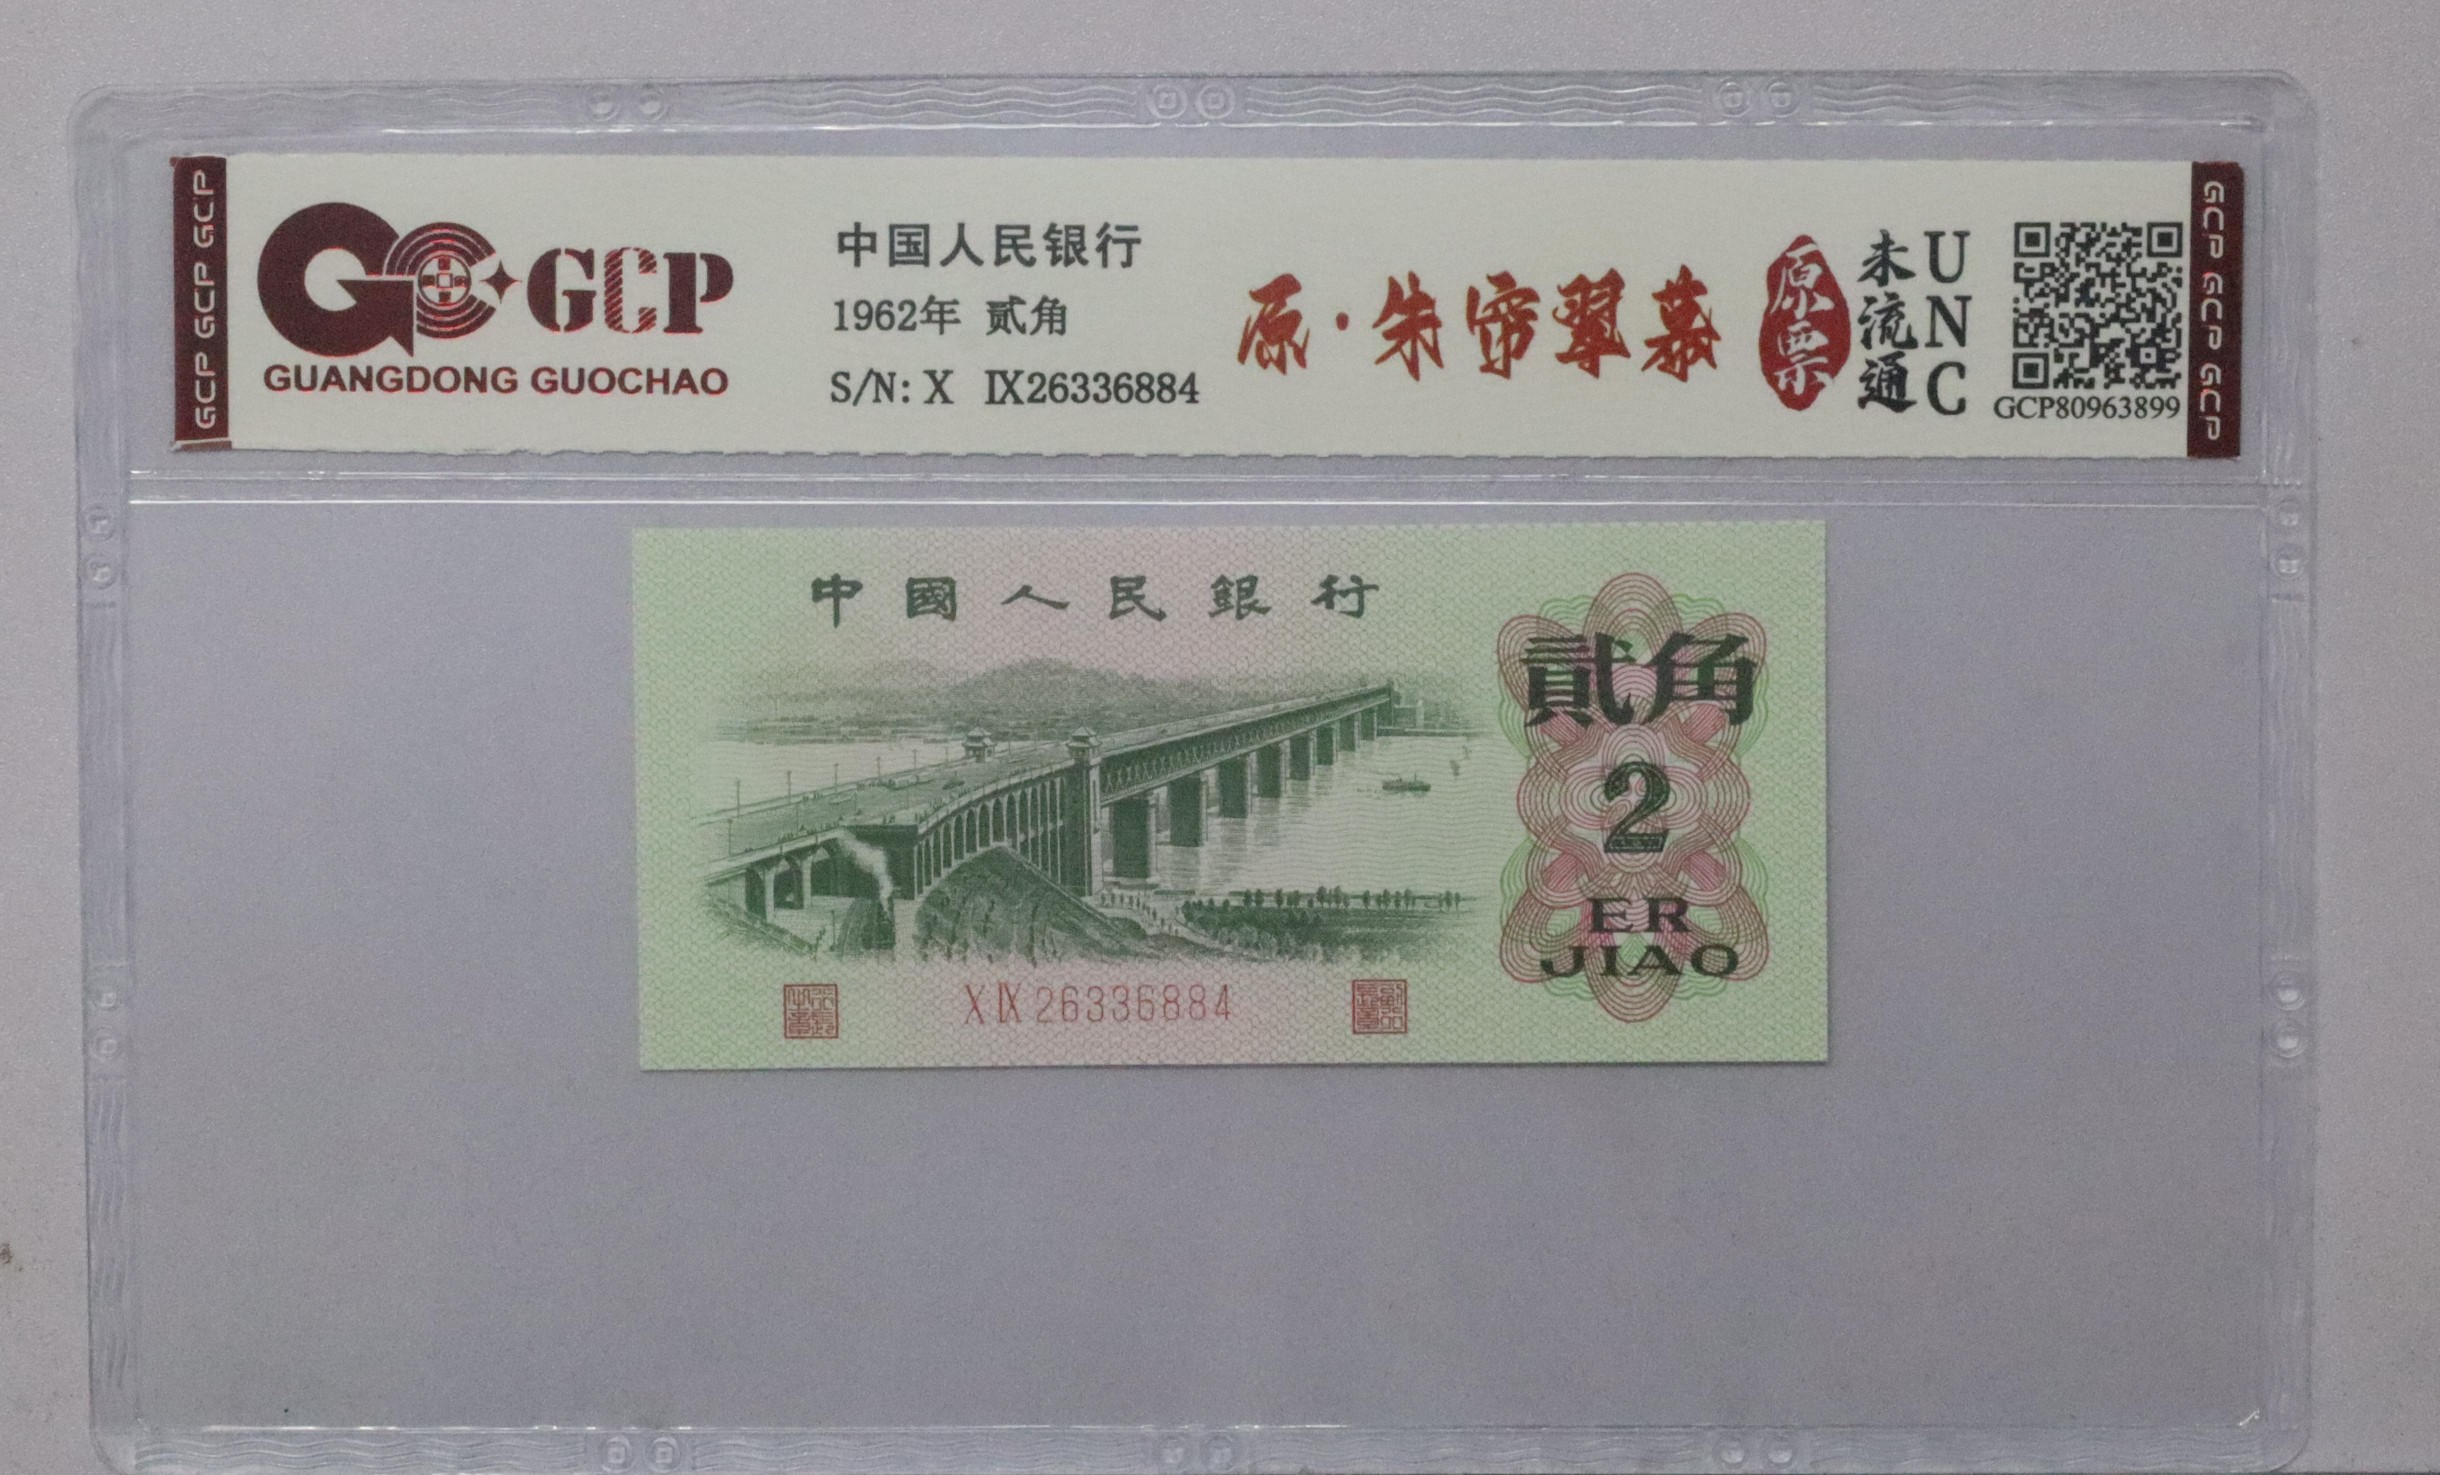 GCP GCP GCP
GCP
GUANGDONG GUOCHAO
中国人民银行
1962年 贰角
S/N: X Ⅸ26336884
原·朱帘翠幕
原票
未流通
UNC
GCP80963899
GCP GCP GCP
中國人民銀行
貳角
2
ER
JIAO
X Ⅸ 26336884